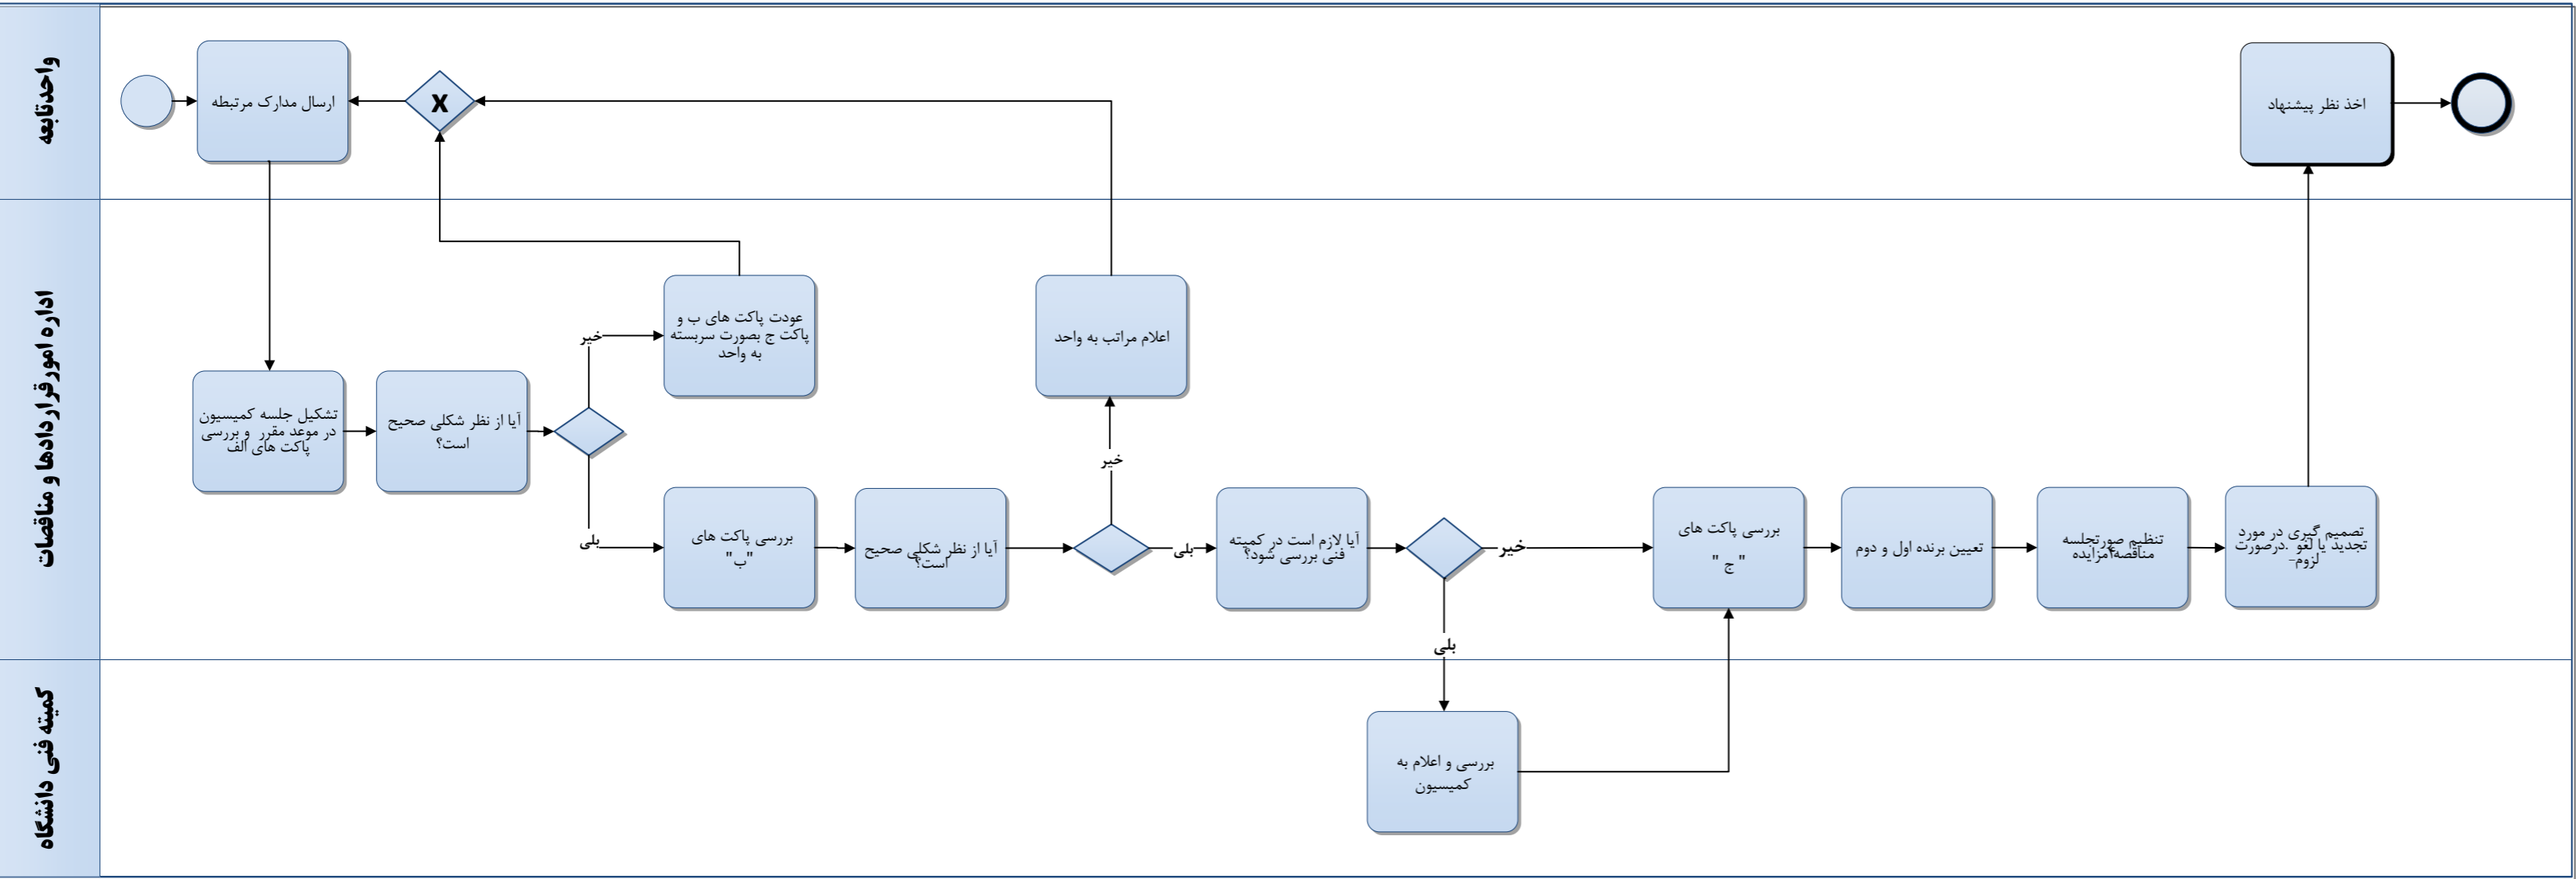 واحدتابعه
ارسال مدارک مرتبطه
X
اخذ نظر پیشنهاد
اداره امورقراردادها و مناقصات
تشکیل جلسه کمیسیون
در موعد مقرر و بررسی
پاکت های الف
آیا از نظر شکلی صحیح
است؟
خیر
عودت پاکت های ب و
پاکت ج بصورت سربسته
به واحد
بلی
بررسی پاکت های
"ب"
آیا از نظر شکلی صحیح
است؟
خیر
اعلام مراتب به واحد
بلی
آیا لازم است در کمیته
فنی بررسی شود؟
خیر
بلی
بررسی پاکت های
" ج "
تعیین برنده اول و دوم
تنظیم صورتجلسه
مناقصه/مزایده
تصمیم گیری در مورد
تجدید یا لغو .درصورت
لزوم-
کمیته فنی دانشگاه
بررسی و اعلام به
کمیسیون